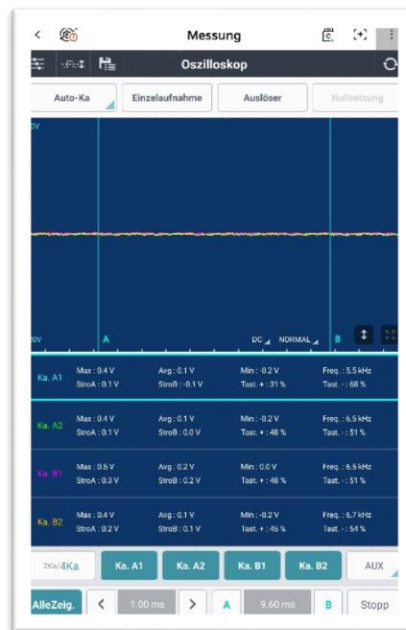 Messung
Oszilloskop
Auto-Ka
Einzelaufnahme
Auslöser
Nullsetzung
A
DC
NORMAL
B
Ka. A1
Max : 0.4 V
Avg : 0.1 V
Min : -0.2 V
Freq. : 5.5 kHz
StroA : 0.1 V
StroB : -0.1 V
Tast. + : 31 %
Tast. - : 68 %
Ka. A2
Max : 0.4 V
Avg : 0.1 V
Min : -0.2 V
Freq. : 6.5 kHz
StroA : 0.1 V
StroB : 0.0 V
Tast. + : 48 %
Tast. - : 51 %
Ka. B1
Max : 0.5 V
Avg : 0.2 V
Min : 0.0 V
Freq. : 6.5 kHz
StroA : 0.3 V
StroB : 0.2 V
Tast. + : 48 %
Tast. - : 51 %
Ka. B2
Max : 0.4 V
Avg : 0.1 V
Min : -0.2 V
Freq. : 6.7 kHz
StroA : 0.2 V
StroB : 0.1 V
Tast. + : 45 %
Tast. - : 54 %
2Ka/4Ka
Ka. A1
Ka. A2
Ka. B1
Ka. B2
AUX
AlleZeig.
1.00 ms
A
9.60 ms
B
Stopp